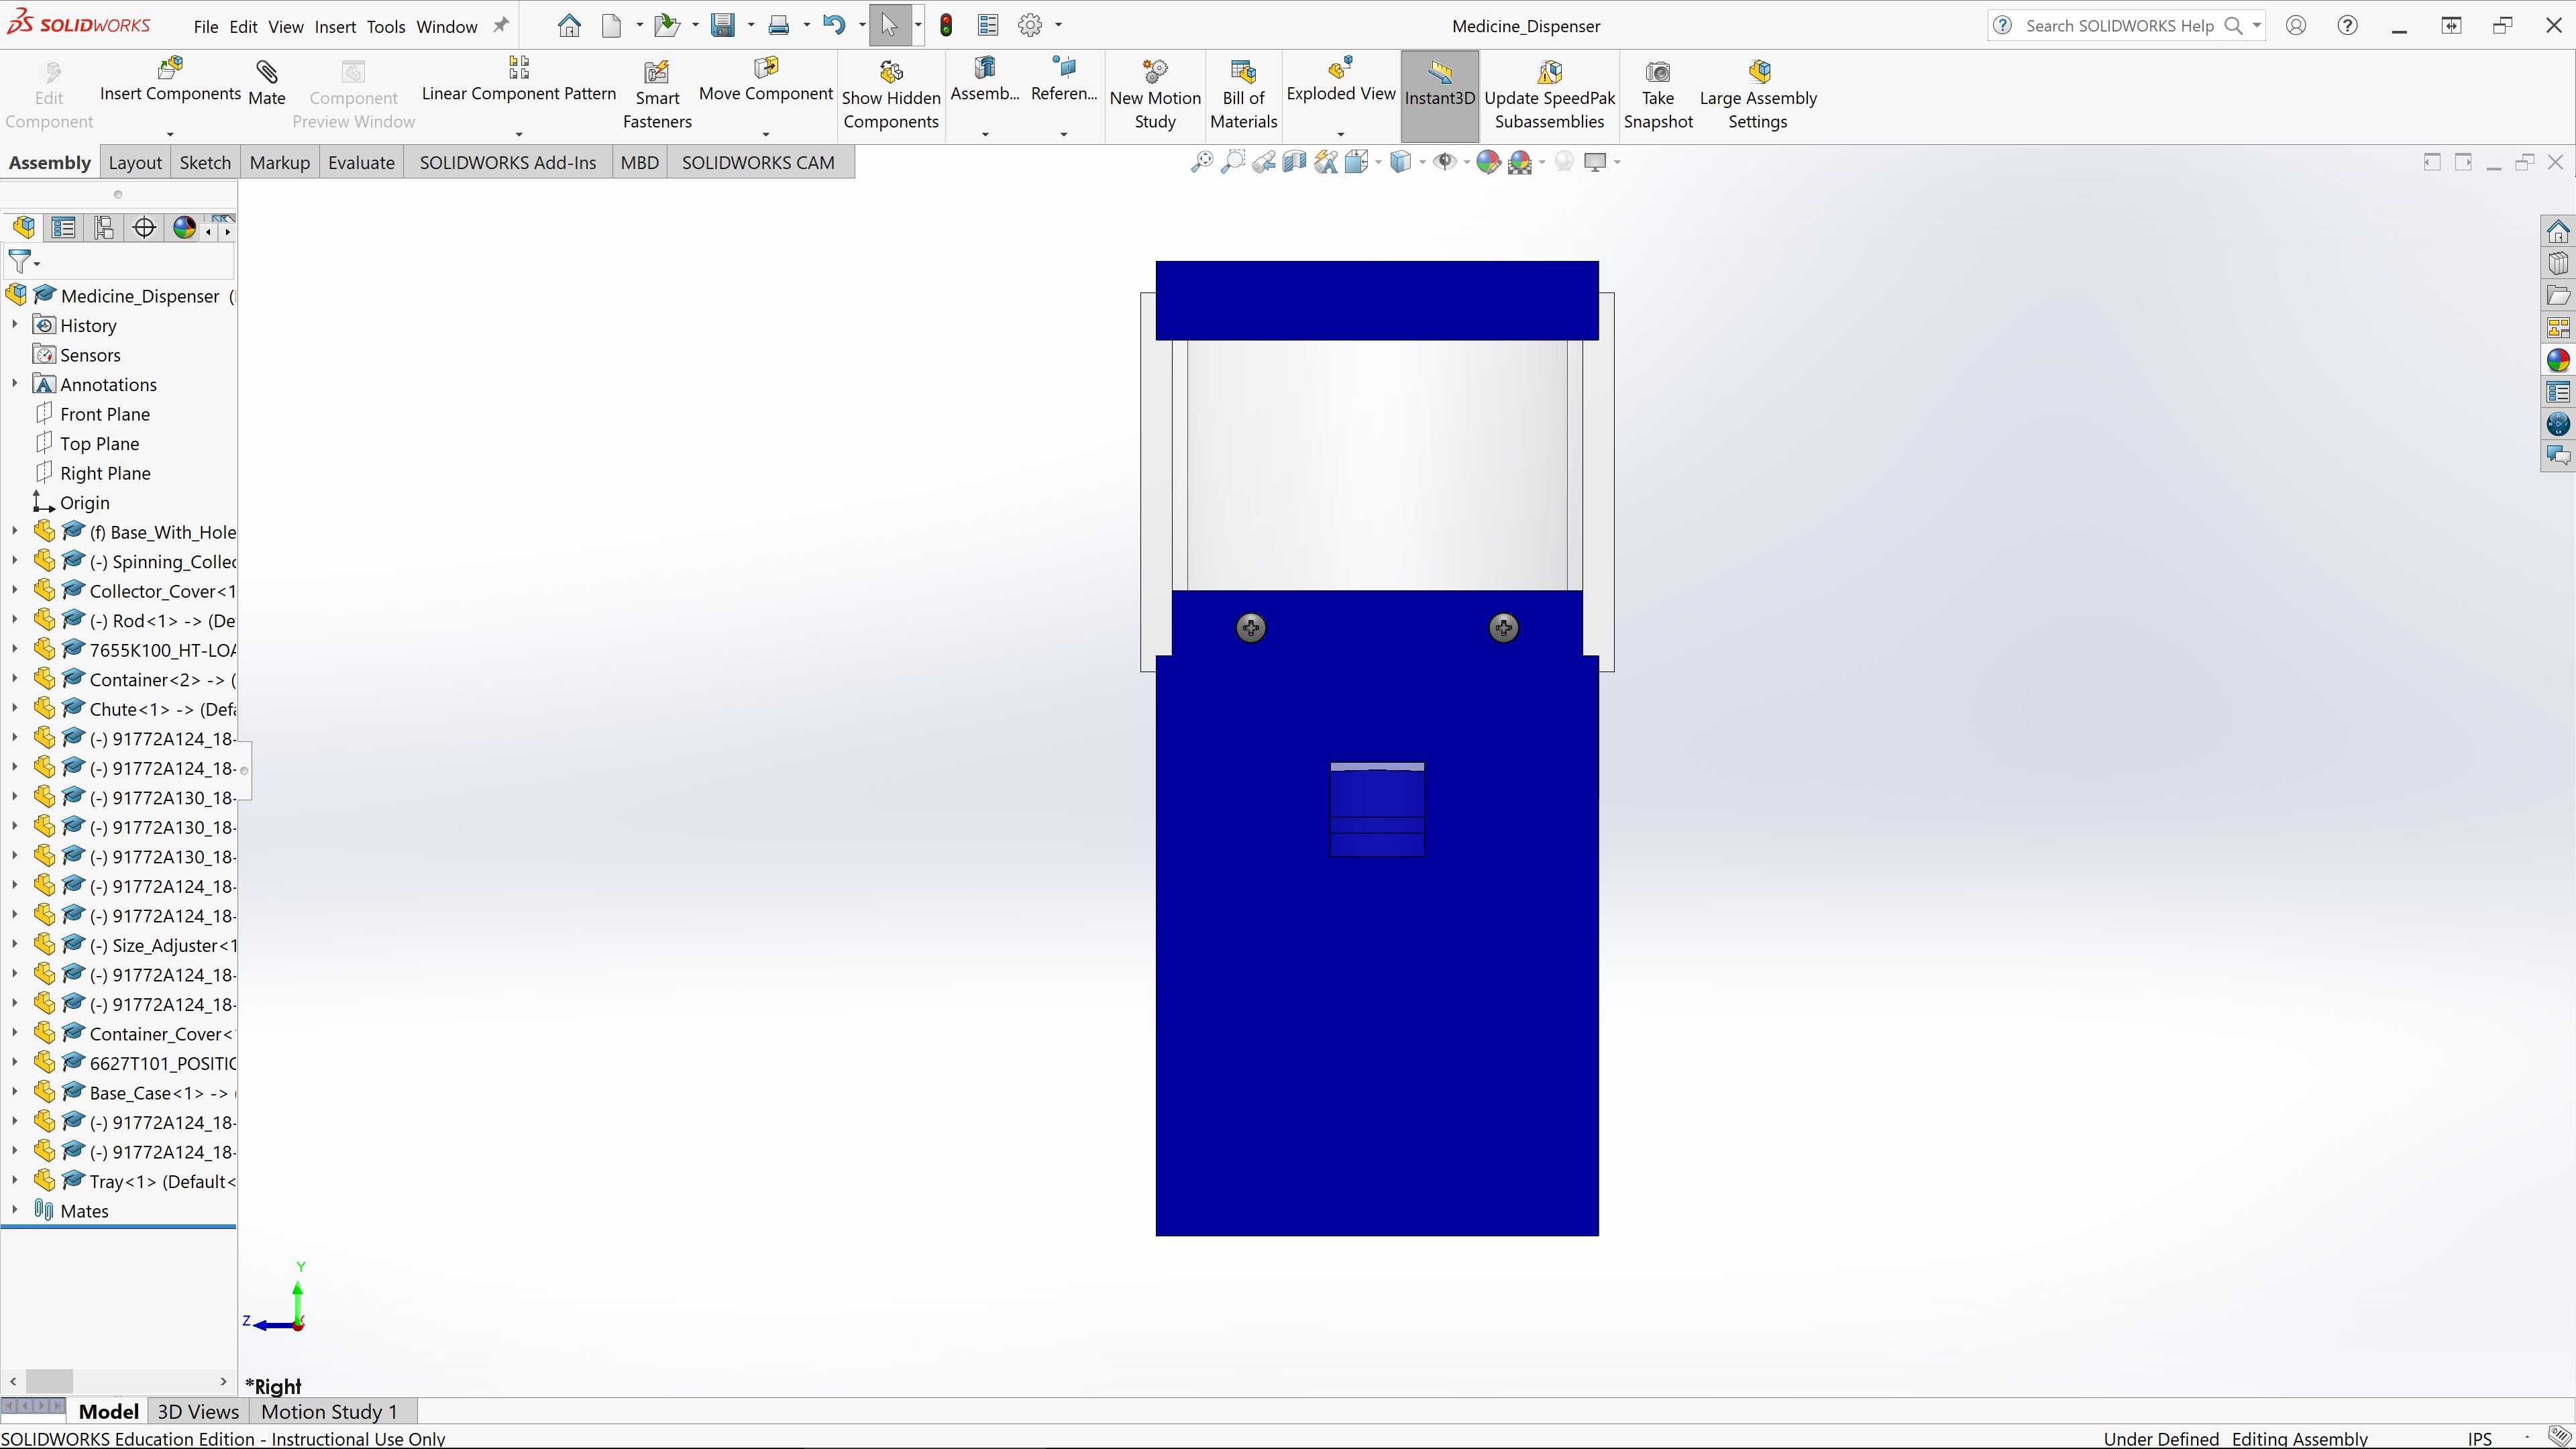 SOLIDWORKS File Edit View Insert Tools Window Medicine_Dispenser Search SOLIDWORKS Help
Edit Component
Insert Components
Mate
Component Preview Window
Linear Component Pattern
Smart Fasteners
Move Component
Show Hidden Components
Assemb...
Referen...
New Motion Study
Bill of Materials
Exploded View
Instant3D
Update SpeedPak Subassemblies
Take Snapshot
Large Assembly Settings
Assembly Layout Sketch Markup Evaluate SOLIDWORKS Add-Ins MBD SOLIDWORKS CAM
Medicine_Dispenser (
History
Sensors
Annotations
Front Plane
Top Plane
Right Plane
Origin
(f) Base_With_Hole
(-) Spinning_Collec
Collector_Cover<1
(-) Rod<1> -> (De
7655K100_HT-LOA
Container<2> -> (
Chute<1> -> (Defa
(-) 91772A124_18-
(-) 91772A124_18-
(-) 91772A130_18-
(-) 91772A130_18-
(-) 91772A130_18-
(-) 91772A124_18-
(-) 91772A124_18-
(-) Size_Adjuster<1
(-) 91772A124_18-
(-) 91772A124_18-
Container_Cover<
6627T101_POSITIC
Base_Case<1> -> (
(-) 91772A124_18-
(-) 91772A124_18-
Tray<1> (Default<
Mates
Y
Z
*Right
Model 3D Views Motion Study 1
SOLIDWORKS Education Edition - Instructional Use Only Under Defined Editing Assembly IPS